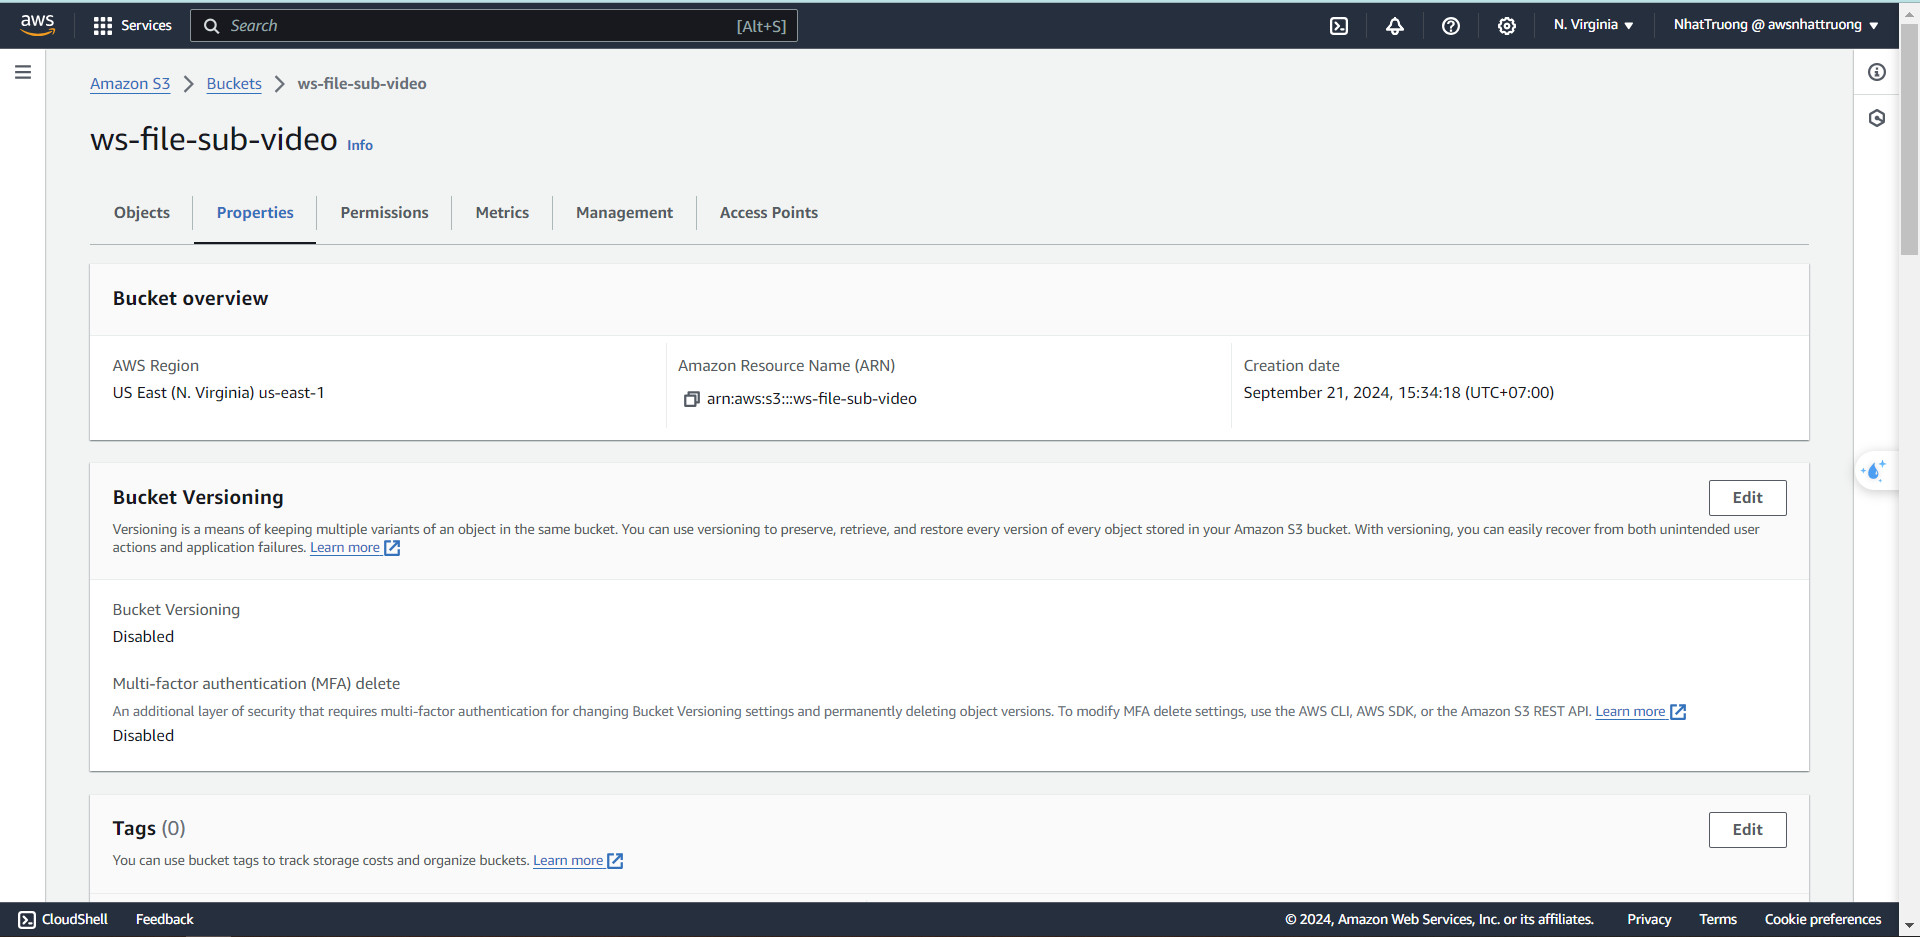 aws
Services
Search
[Alt+S]
N. Virginia
NhatTruong @ awsnhattruong
Amazon S3
Buckets
ws-file-sub-video
ws-file-sub-video
Info
Objects
Properties
Permissions
Metrics
Management
Access Points
Bucket overview
AWS Region
US East (N. Virginia) us-east-1
Amazon Resource Name (ARN)
arn:aws:s3:::ws-file-sub-video
Creation date
September 21, 2024, 15:34:18 (UTC+07:00)
Bucket Versioning
Edit
Versioning is a means of keeping multiple variants of an object in the same bucket. You can use versioning to preserve, retrieve, and restore every version of every object stored in your Amazon S3 bucket. With versioning, you can easily recover from both unintended user
actions and application failures. Learn more
Bucket Versioning
Disabled
Multi-factor authentication (MFA) delete
An additional layer of security that requires multi-factor authentication for changing Bucket Versioning settings and permanently deleting object versions. To modify MFA delete settings, use the AWS CLI, AWS SDK, or the Amazon S3 REST API. Learn more
Disabled
Tags (0)
Edit
You can use bucket tags to track storage costs and organize buckets. Learn more
CloudShell
Feedback
© 2024, Amazon Web Services, Inc. or its affiliates.
Privacy
Terms
Cookie preferences